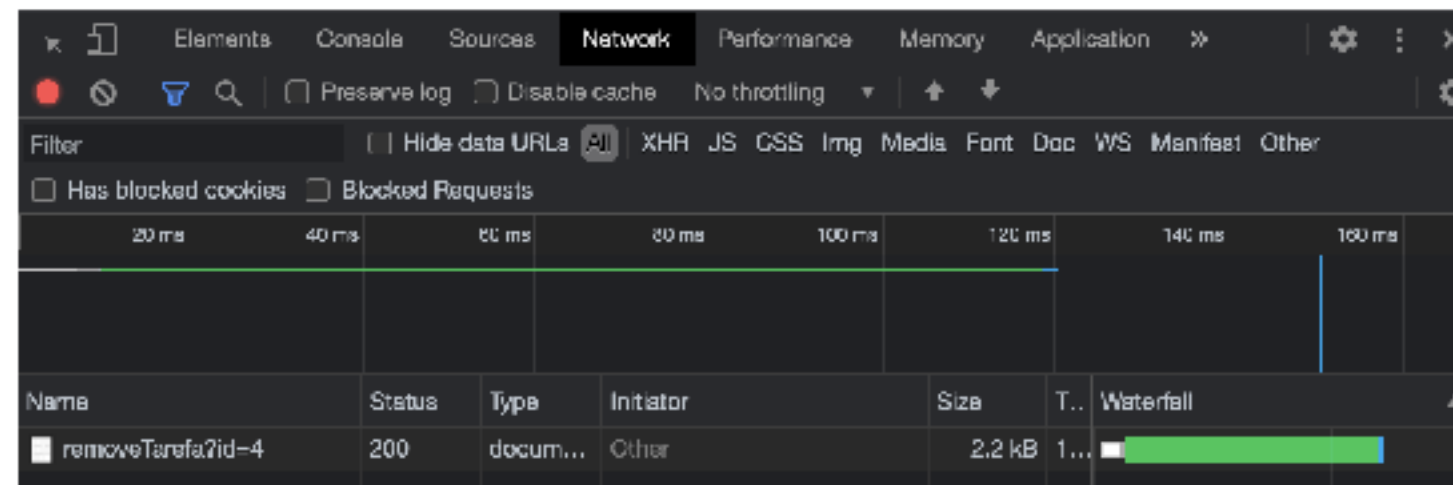 Elements Console Sources Network Performance Memory Application »
Preserve log Disable cache No throttling
Filter Hide data URLs All XHR JS CSS Img Media Font Doc WS Manifest Other
Has blocked cookies Blocked Requests
20 ms 40 ms 60 ms 80 ms 100 ms 120 ms 140 ms 160 ms
Name Status Type Initiator Size T... Waterfall
removeTarefa?id=4 200 docum... Other 2.2 kB 1...